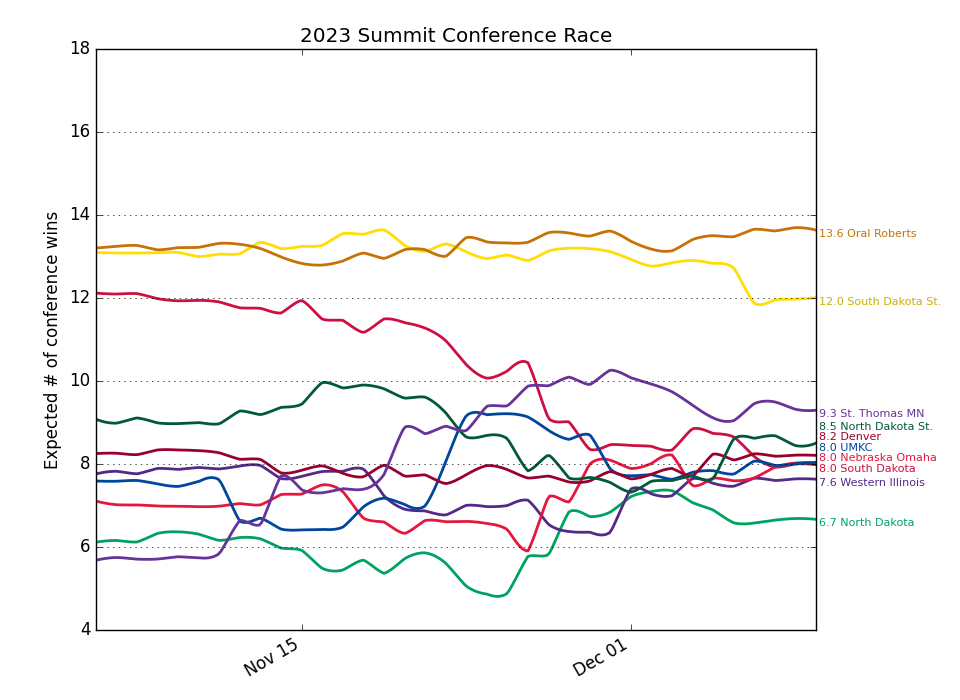 2023 Summit Conference Race
Expected # of conference wins
18
16
14
12
10
8
6
4
Nov 15
Dec 01
13.6 Oral Roberts
12.0 South Dakota St.
9.3 St. Thomas MN
8.5 North Dakota St.
8.2 Denver
8.0 UMKC
8.0 Nebraska Omaha
8.0 South Dakota
7.6 Western Illinois
6.7 North Dakota